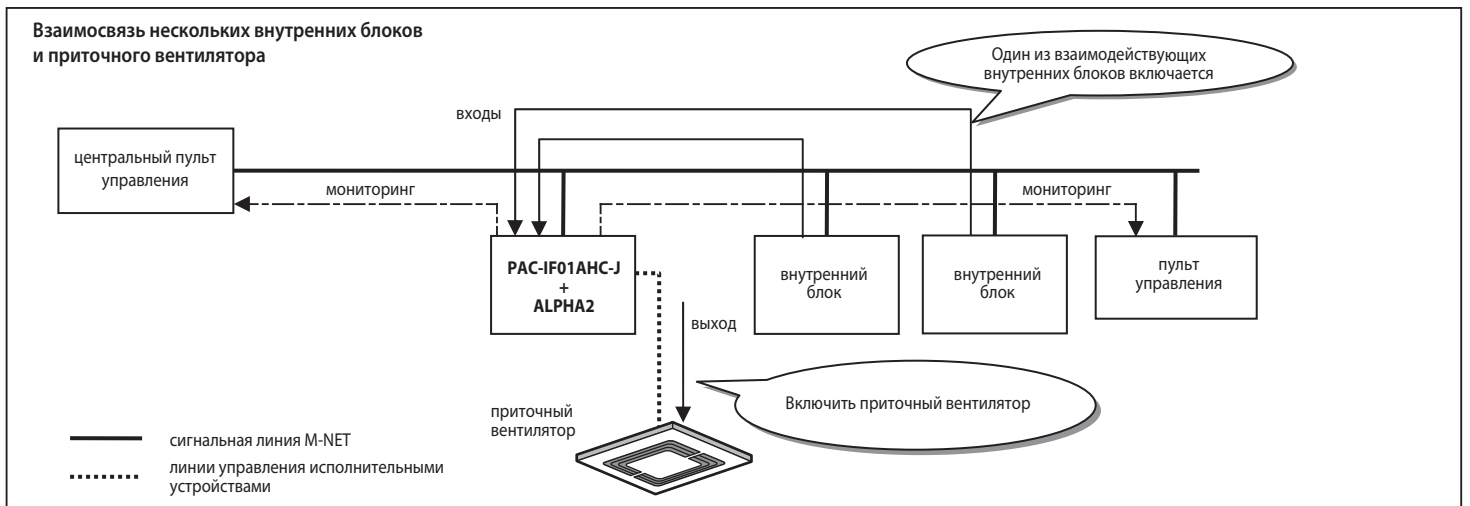 Взаимосвязь нескольких внутренних блоков
и приточного вентилятора
Один из взаимодействующих
внутренних блоков включается
входы
центральный пульт
управления
мониторинг
мониторинг
PAC-IF01AHC-J
+
ALPHA2
внутренний
блок
внутренний
блок
пульт
управления
выход
Включить приточный вентилятор
приточный
вентилятор
сигнальная линия M-NET
линии управления исполнительными
устройствами